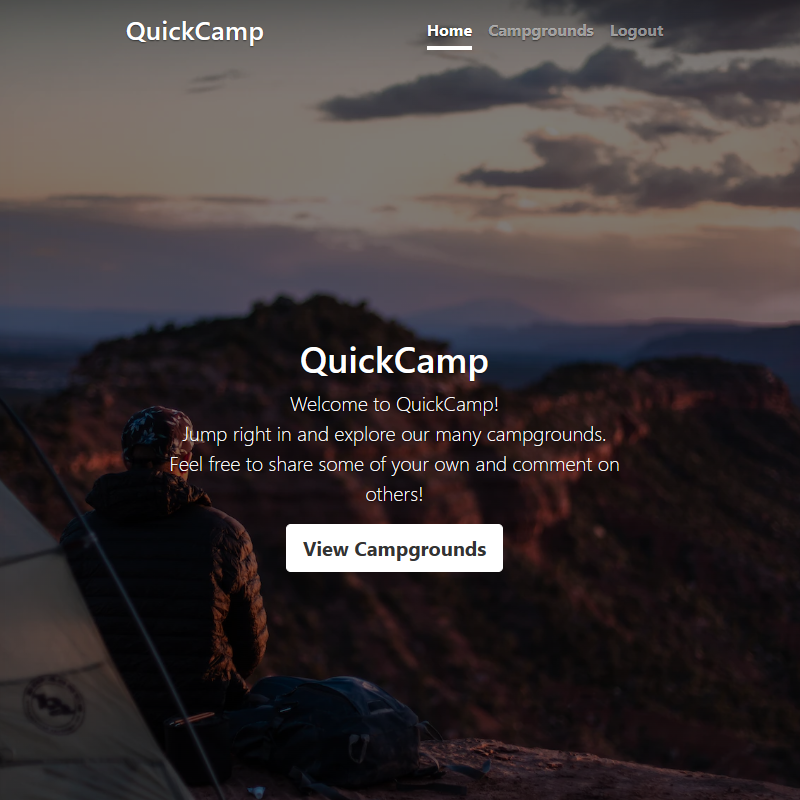 QuickCamp
Home Campgrounds Logout
QuickCamp
Welcome to QuickCamp!
Jump right in and explore our many campgrounds.
Feel free to share some of your own and comment on
others!
View Campgrounds